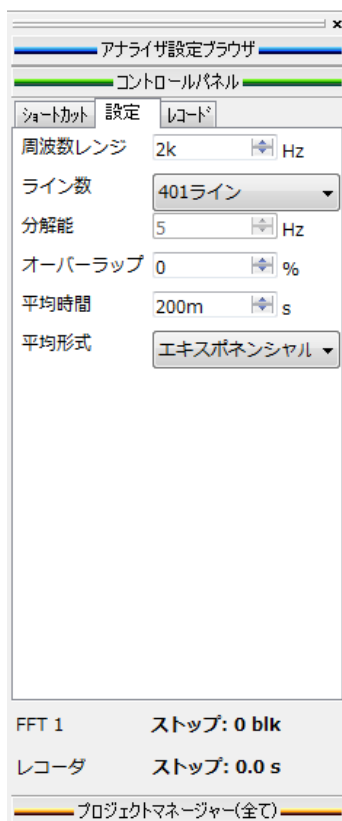 ×
アナライザ設定ブラウザ
コントロールパネル
ショートカット 設定 レコード
周波数レンジ 2k Hz
ライン数 401ライン
分解能 5 Hz
オーバーラップ 0 %
平均時間 200m s
平均形式 エキスポネンシャル
FFT 1 ストップ: 0 blk
レコーダ ストップ: 0.0 s
プロジェクトマネージャー(全て)